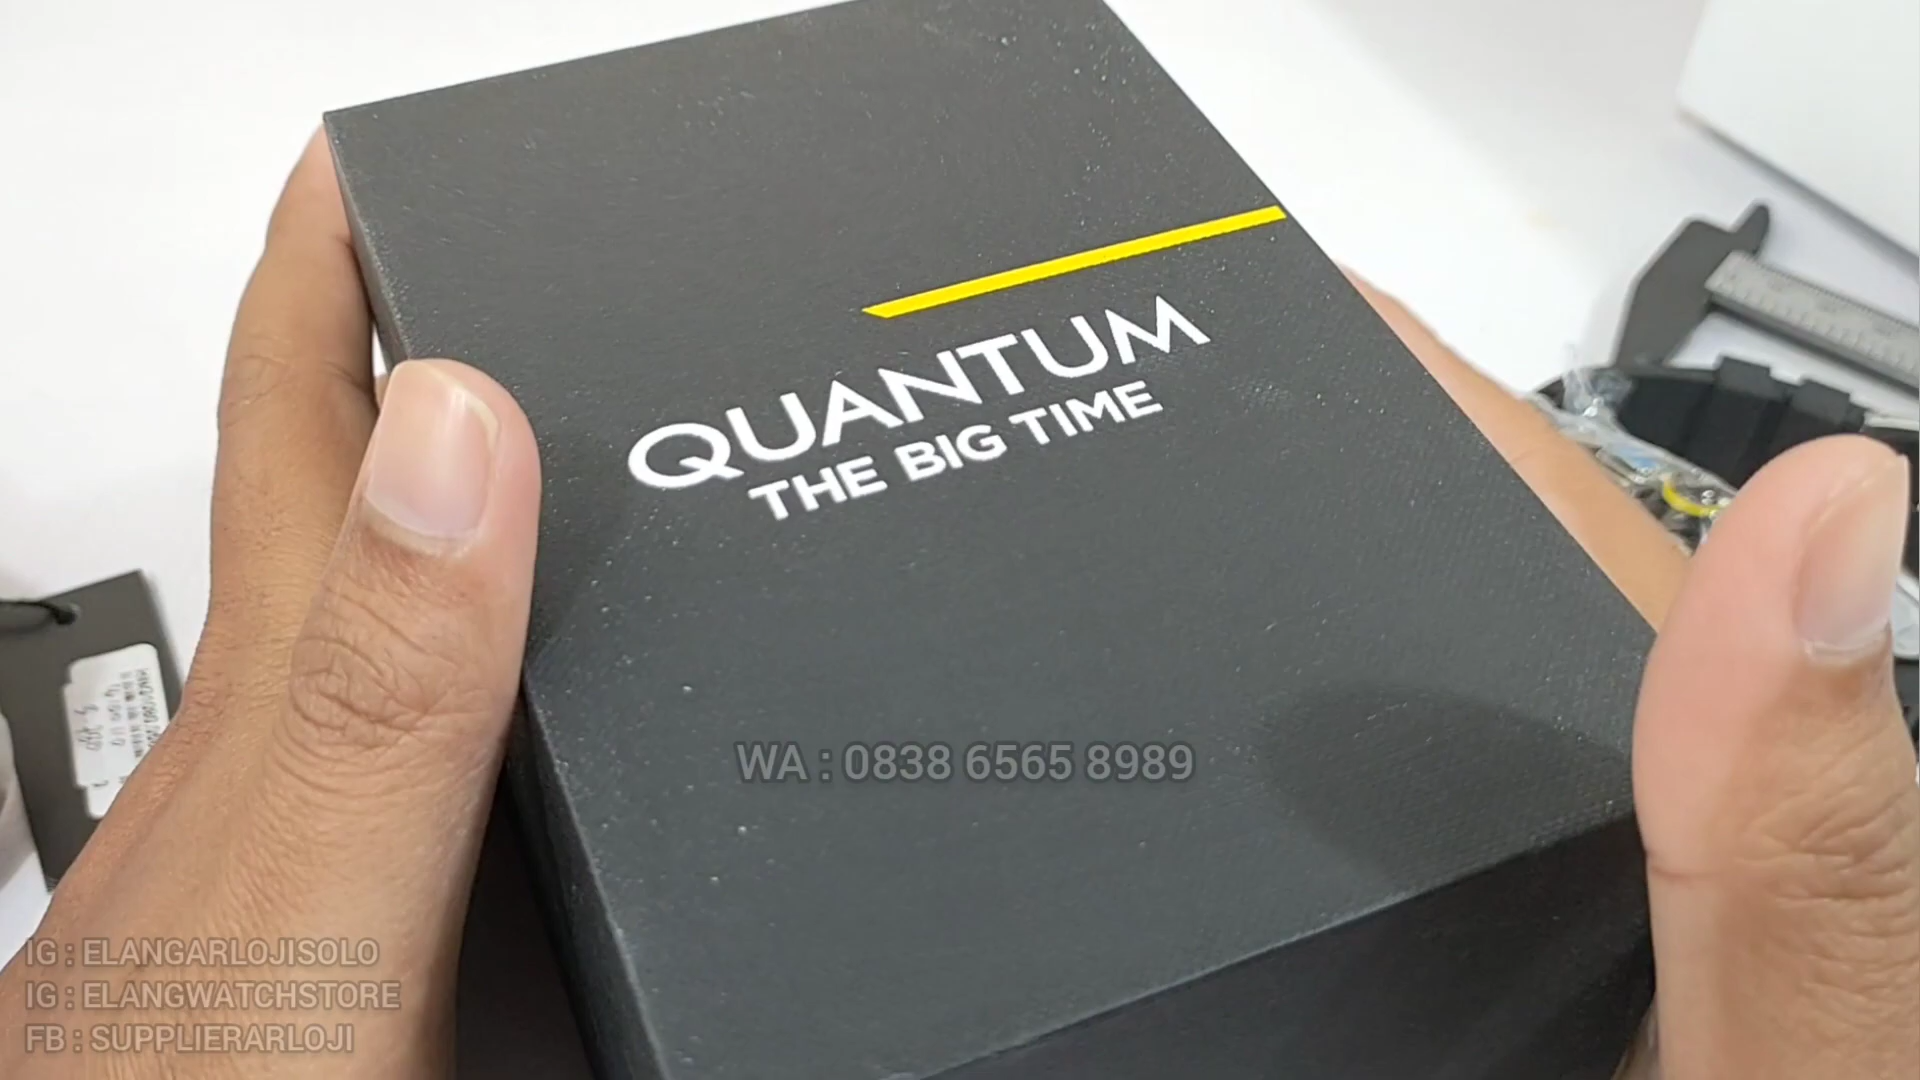 QUANTUM
THE BIG TIME
WA : 0838 6565 8989
IG : ELANGARLOJISOLO
IG : ELANGWATCHSTORE
FB : SUPPLIERARLOJI